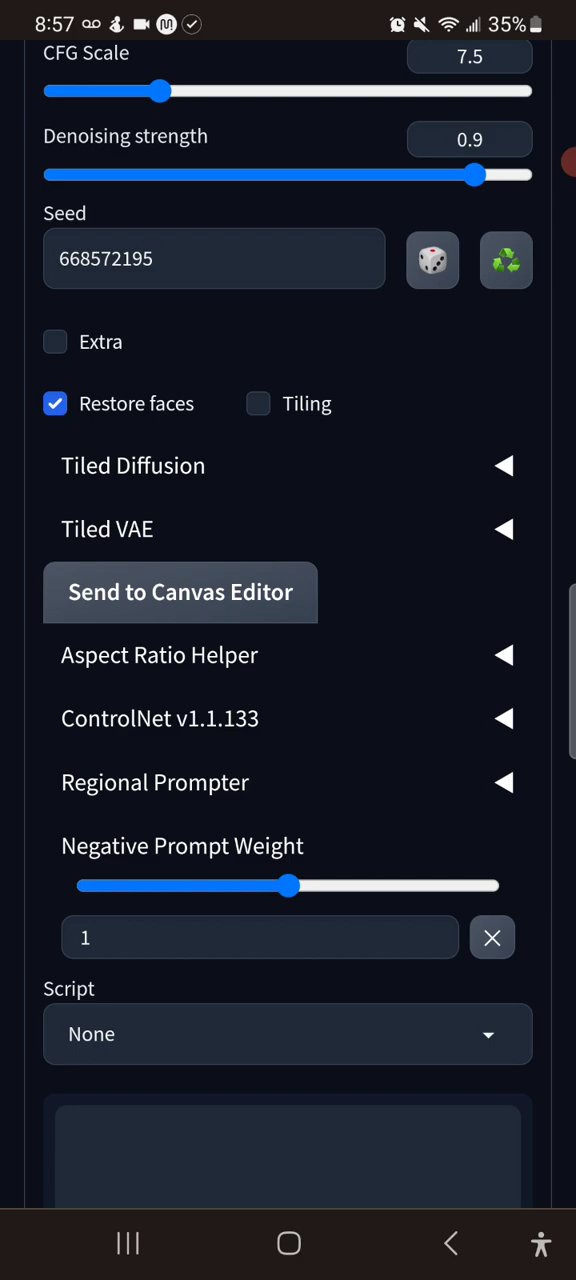 8:57
35%
CFG Scale
7.5
Denoising strength
0.9
Seed
668572195
Extra
Restore faces
Tiling
Tiled Diffusion
Tiled VAE
Send to Canvas Editor
Aspect Ratio Helper
ControlNet v1.1.133
Regional Prompter
Negative Prompt Weight
1
Script
None